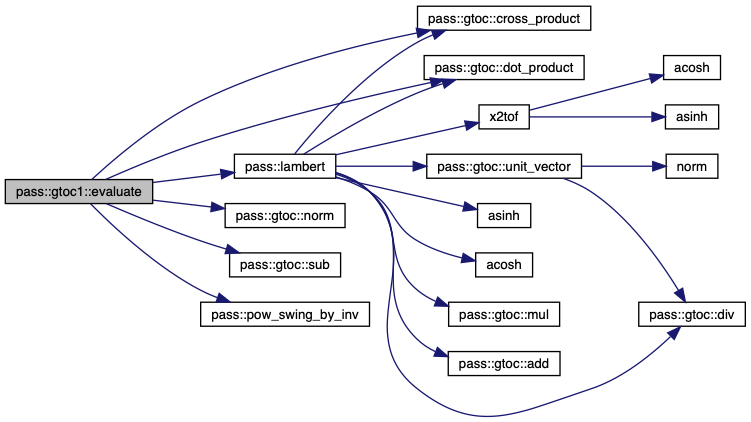 pass::gtoc1::evaluate
pass::gtoc::cross_product
pass::gtoc::dot_product
pass::lambert
pass::gtoc::norm
pass::gtoc::sub
pass::pow_swing_by_inv
x2tof
pass::gtoc::unit_vector
asinh
acosh
pass::gtoc::mul
pass::gtoc::add
acosh
asinh
norm
pass::gtoc::div